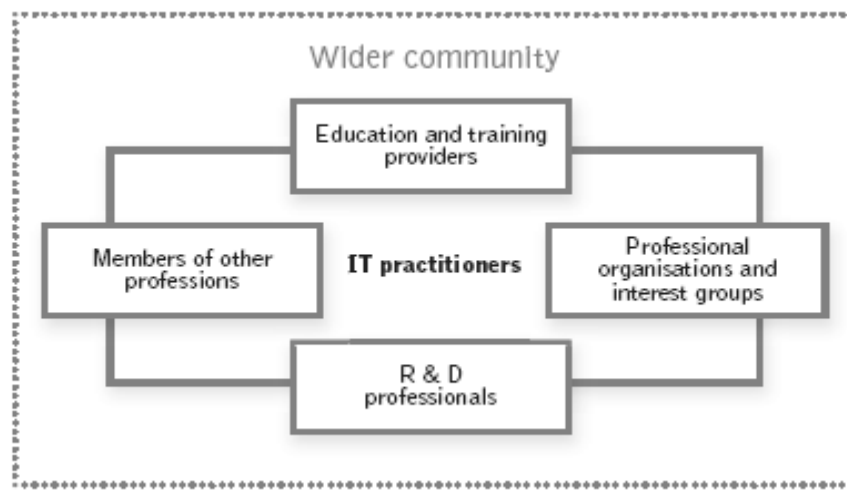 Wider community
Education and training
providers
Members of other
professions
IT practitioners
Professional
organisations and
interest groups
R & D
professionals